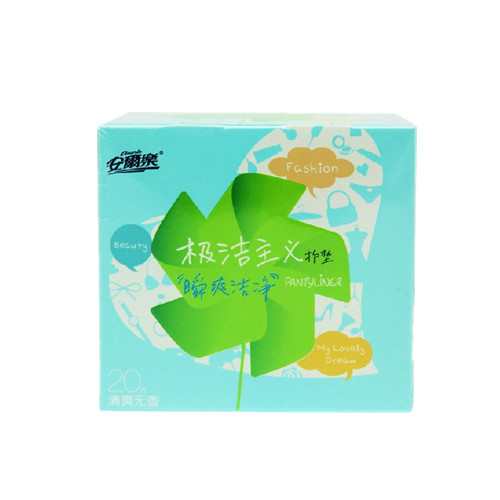 安爾樂®
Fashion
Beauty
极洁主义护垫
“瞬爽洁净” PANTYLINER
My Lovely
Dream
20片
清爽无香